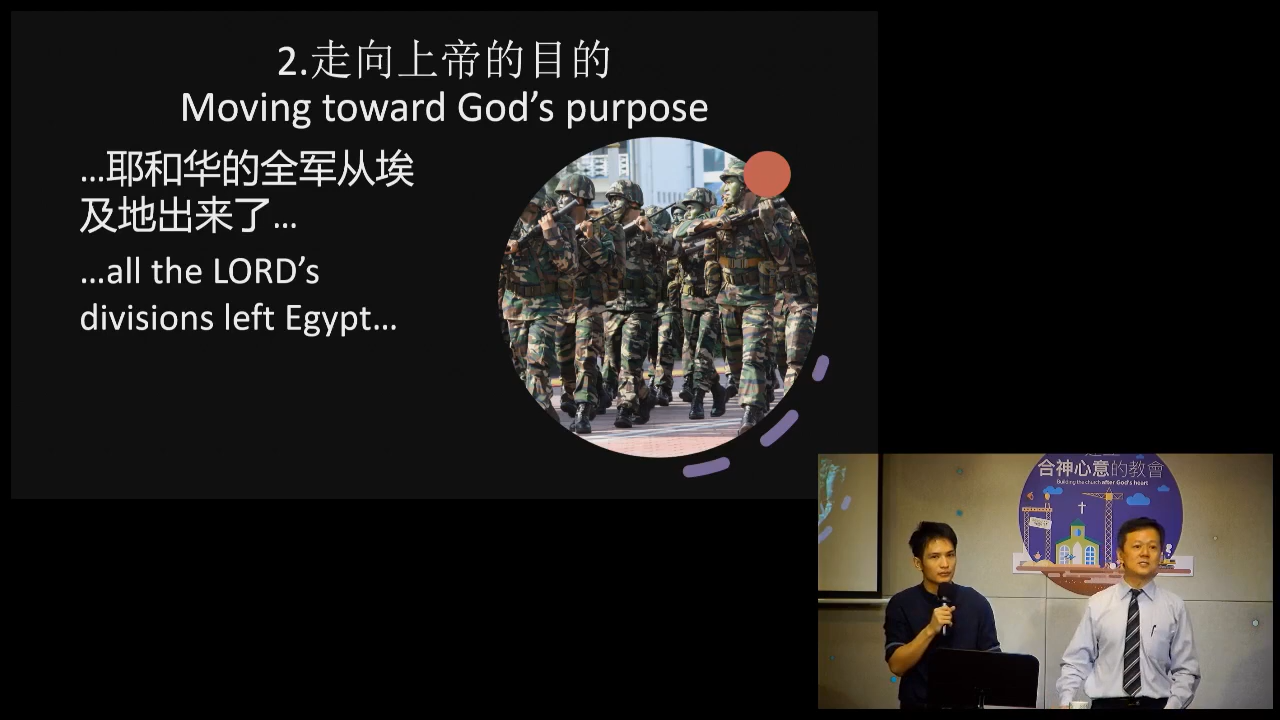 2.走向上帝的目的
Moving toward God’s purpose
...耶和华的全军从埃
及地出来了...
...all the LORD’s
divisions left Egypt...
合神心意的教會
Building the church after God's heart